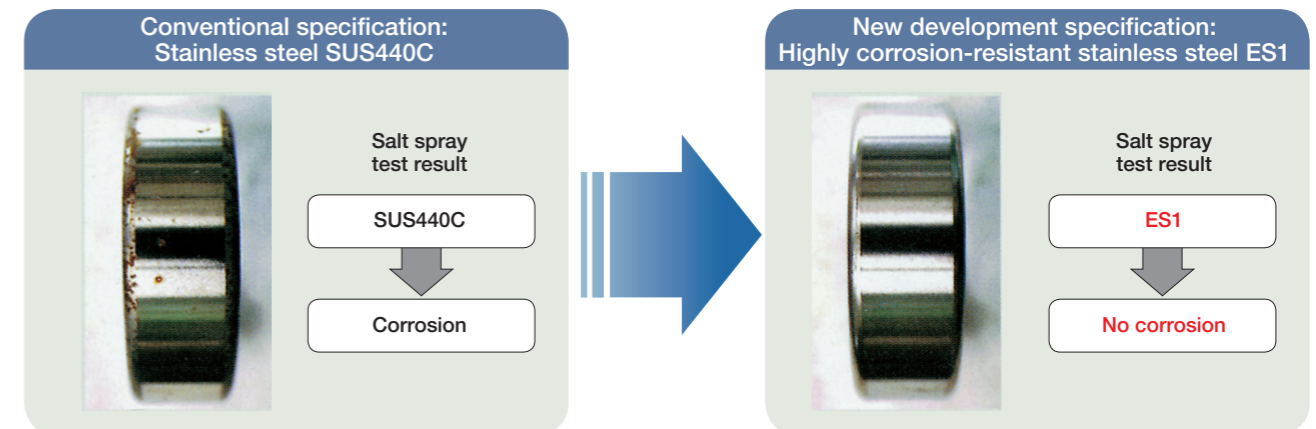 Conventional specification:
Stainless steel SUS440C
Salt spray
test result
SUS440C
Corrosion
New development specification:
Highly corrosion-resistant stainless steel ES1
Salt spray
test result
ES1
No corrosion